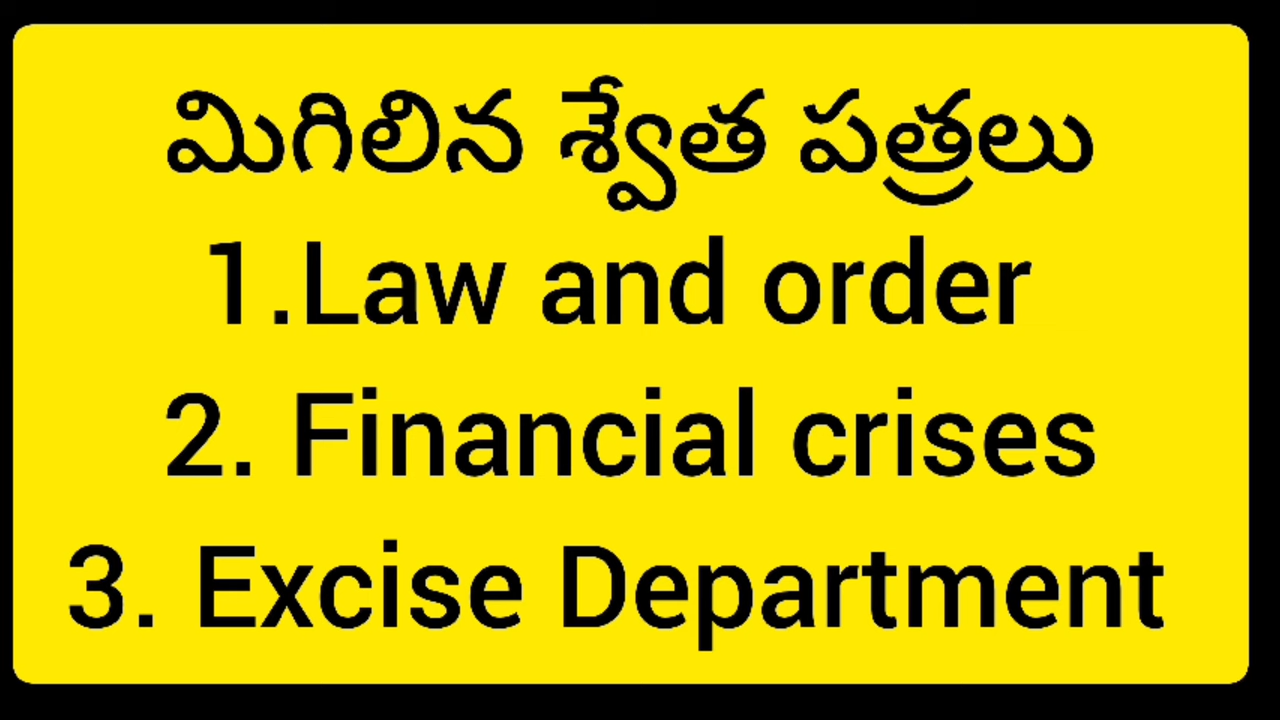 మిగిలిన శ్వేత పత్రలు
1.Law and order
2. Financial crises
3. Excise Department